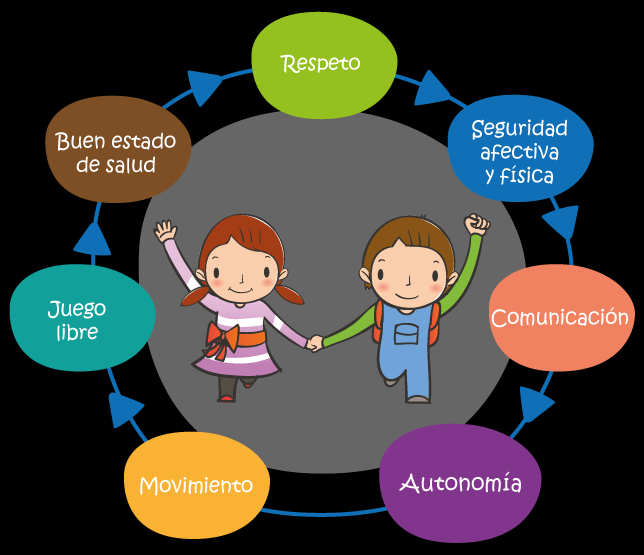 Respeto
Seguridad
afectiva
y física
Comunicación
Autonomía
Movimiento
Juego
libre
Buen estado
de salud